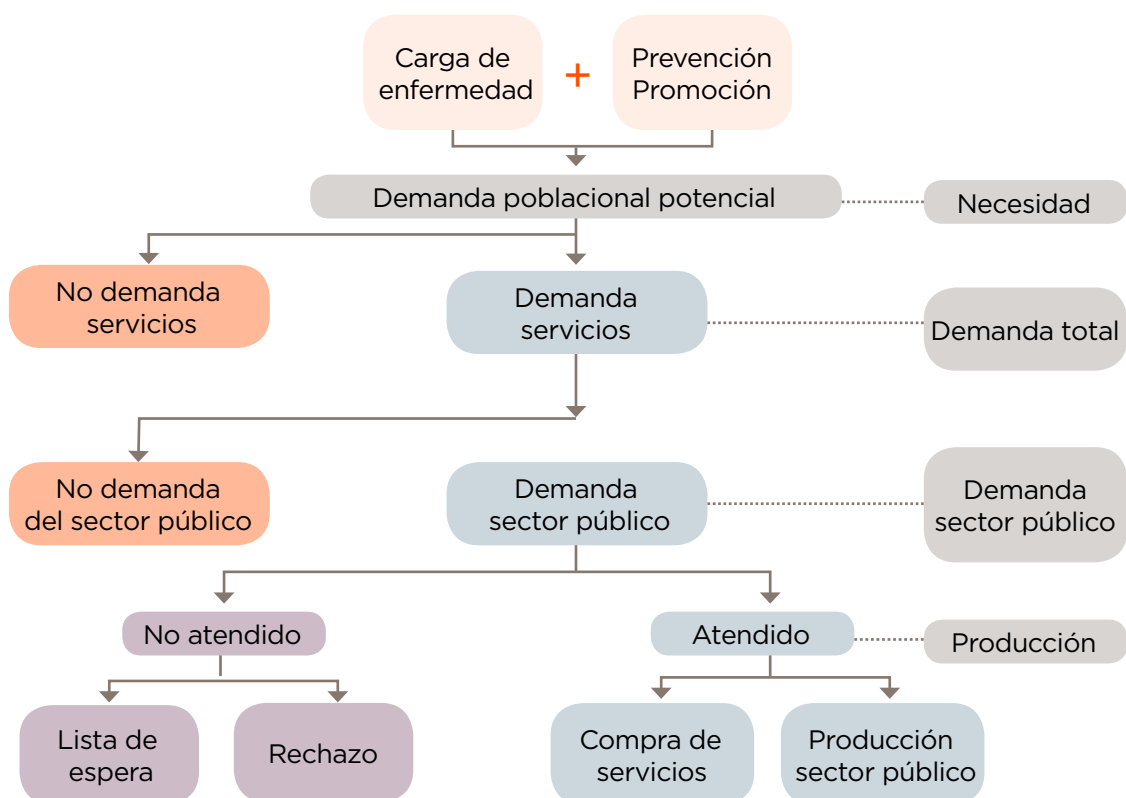 Carga de
enfermedad
+
Prevención
Promoción
Demanda poblacional potencial
Necesidad
No demanda
servicios
Demanda
servicios
Demanda total
No demanda
del sector público
Demanda
sector público
Demanda
sector público
No atendido
Atendido
Producción
Lista de
espera
Rechazo
Compra de
servicios
Producción
sector público